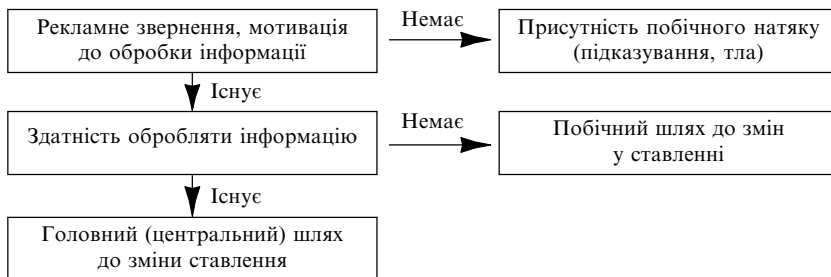 Рекламне звернення, мотивація
до обробки інформації
Немає
Присутність побічного натяку
(підказування, тла)
Існує
Здатність обробляти інформацію
Немає
Побічний шлях до змін
у ставленні
Існує
Головний (центральний) шлях
до зміни ставлення